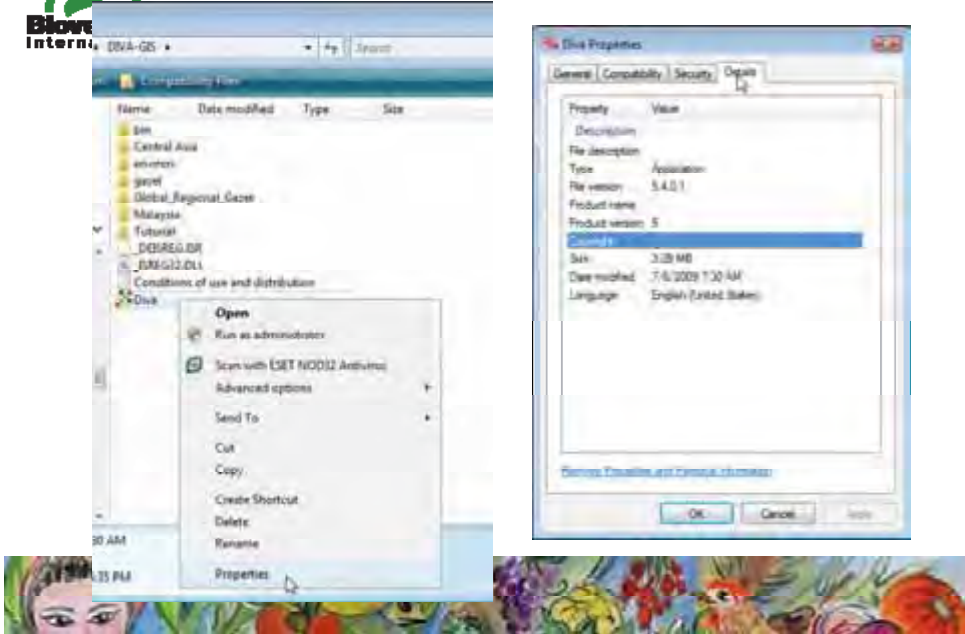 Interna
DIVA-GIS
Search
Compatibility Files
Name Date modified Type Size
bin
Central Asia
environ
gazet
Global_Regional_Gazet
Malaysia
Tutorial
_DEISREG.ISR
_ISREG32.DLL
Conditions of use and distribution
Diva
Open
Run as administrator
Scan with ESET NOD32 Antivirus
Advanced options
Send To
Cut
Copy
Create Shortcut
Delete
Rename
Properties
AM
PM
Diva Properties
General Compatibility Security Details
Property Value
Description
File description
Type Application
File version 5.4.0.1
Product name
Product version 5
Copyright
Size
Date modified 7/6/2009 7:30 AM
Language English (United States)
Remove Properties and Personal Information
OK Cancel Apply